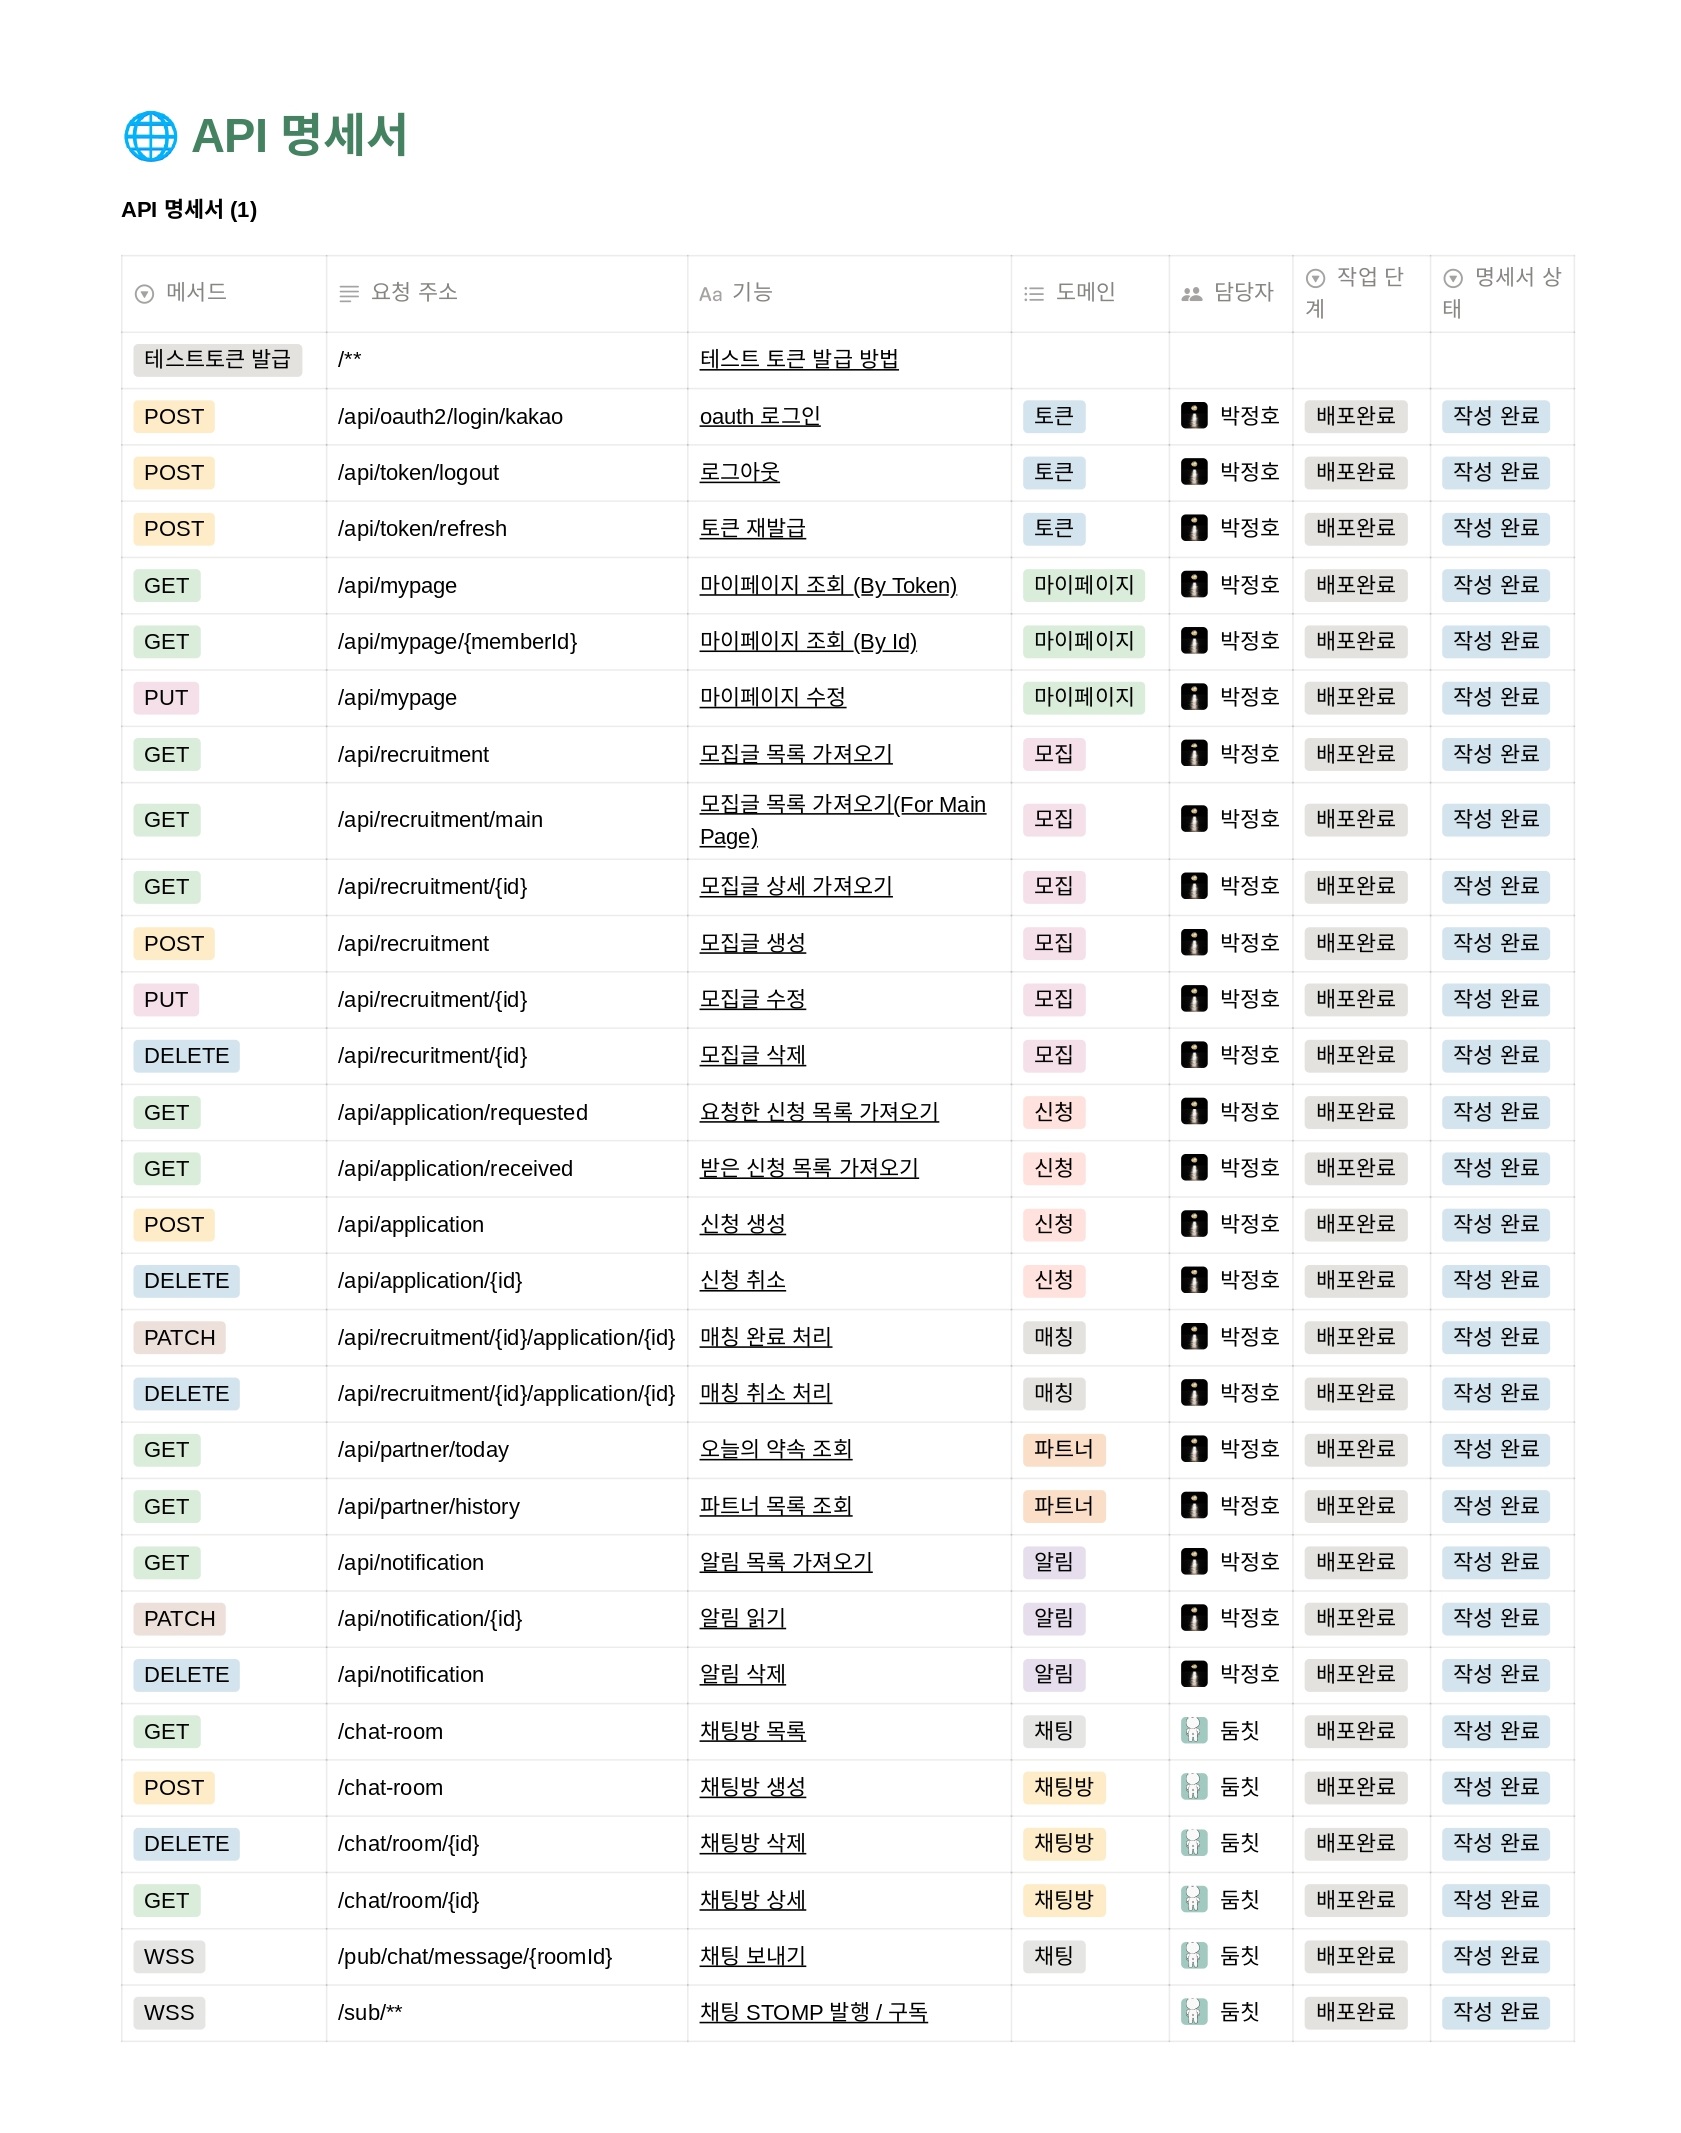 API 명세서
API 명세서 (1)
메서드 요청 주소 Aa 기능 도메인 담당자 작업 단계 명세서 상태
테스트토큰 발급 /** 테스트 토큰 발급 방법
POST /api/oauth2/login/kakao oauth 로그인 토큰 박정호 배포완료 작성 완료
POST /api/token/logout 로그아웃 토큰 박정호 배포완료 작성 완료
POST /api/token/refresh 토큰 재발급 토큰 박정호 배포완료 작성 완료
GET /api/mypage 마이페이지 조회 (By Token) 마이페이지 박정호 배포완료 작성 완료
GET /api/mypage/{memberId} 마이페이지 조회 (By Id) 마이페이지 박정호 배포완료 작성 완료
PUT /api/mypage 마이페이지 수정 마이페이지 박정호 배포완료 작성 완료
GET /api/recruitment 모집글 목록 가져오기 모집 박정호 배포완료 작성 완료
GET /api/recruitment/main 모집글 목록 가져오기(For Main Page) 모집 박정호 배포완료 작성 완료
GET /api/recruitment/{id} 모집글 상세 가져오기 모집 박정호 배포완료 작성 완료
POST /api/recruitment 모집글 생성 모집 박정호 배포완료 작성 완료
PUT /api/recruitment/{id} 모집글 수정 모집 박정호 배포완료 작성 완료
DELETE /api/recuritment/{id} 모집글 삭제 모집 박정호 배포완료 작성 완료
GET /api/application/requested 요청한 신청 목록 가져오기 신청 박정호 배포완료 작성 완료
GET /api/application/received 받은 신청 목록 가져오기 신청 박정호 배포완료 작성 완료
POST /api/application 신청 생성 신청 박정호 배포완료 작성 완료
DELETE /api/application/{id} 신청 취소 신청 박정호 배포완료 작성 완료
PATCH /api/recruitment/{id}/application/{id} 매칭 완료 처리 매칭 박정호 배포완료 작성 완료
DELETE /api/recruitment/{id}/application/{id} 매칭 취소 처리 매칭 박정호 배포완료 작성 완료
GET /api/partner/today 오늘의 약속 조회 파트너 박정호 배포완료 작성 완료
GET /api/partner/history 파트너 목록 조회 파트너 박정호 배포완료 작성 완료
GET /api/notification 알림 목록 가져오기 알림 박정호 배포완료 작성 완료
PATCH /api/notification/{id} 알림 읽기 알림 박정호 배포완료 작성 완료
DELETE /api/notification 알림 삭제 알림 박정호 배포완료 작성 완료
GET /chat-room 채팅방 목록 채팅 둠칫 배포완료 작성 완료
POST /chat-room 채팅방 생성 채팅방 둠칫 배포완료 작성 완료
DELETE /chat/room/{id} 채팅방 삭제 채팅방 둠칫 배포완료 작성 완료
GET /chat/room/{id} 채팅방 상세 채팅방 둠칫 배포완료 작성 완료
WSS /pub/chat/message/{roomId} 채팅 보내기 채팅 둠칫 배포완료 작성 완료
WSS /sub/** 채팅 STOMP 발행 / 구독 둠칫 배포완료 작성 완료